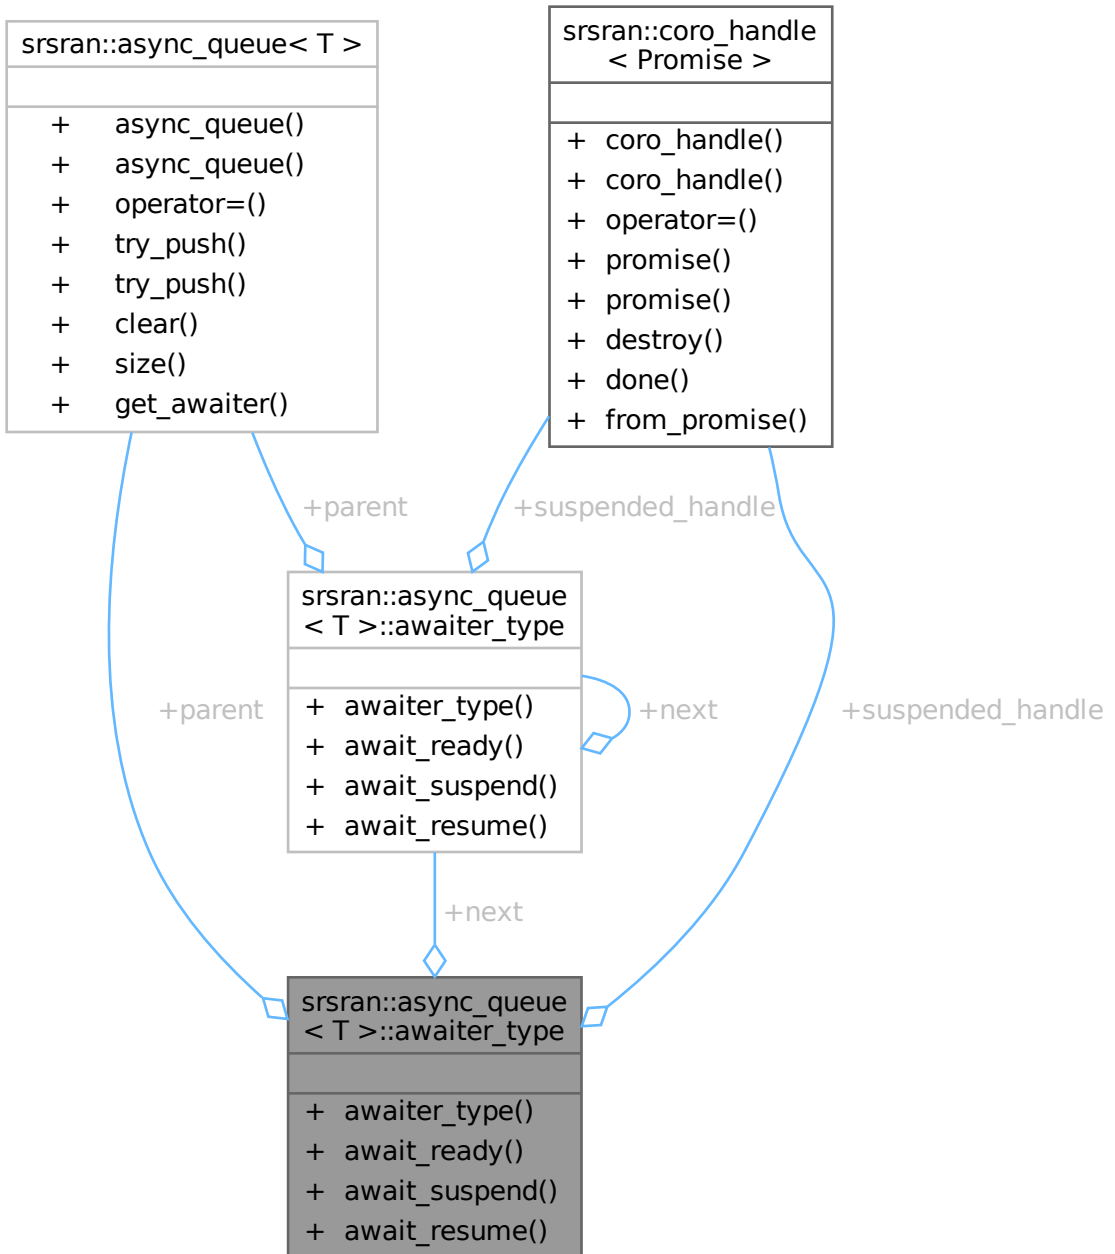 srsran::async_queue< T >
+ async_queue()
+ async_queue()
+ operator=()
+ try_push()
+ try_push()
+ clear()
+ size()
+ get_awaiter()
srsran::coro_handle
< Promise >
+ coro_handle()
+ coro_handle()
+ operator=()
+ promise()
+ promise()
+ destroy()
+ done()
+ from_promise()
+parent
+suspended_handle
srsran::async_queue
< T >::awaiter_type
+ awaiter_type()
+ await_ready()
+ await_suspend()
+ await_resume()
+parent
+next
+suspended_handle
+next
srsran::async_queue
< T >::awaiter_type
+ awaiter_type()
+ await_ready()
+ await_suspend()
+ await_resume()